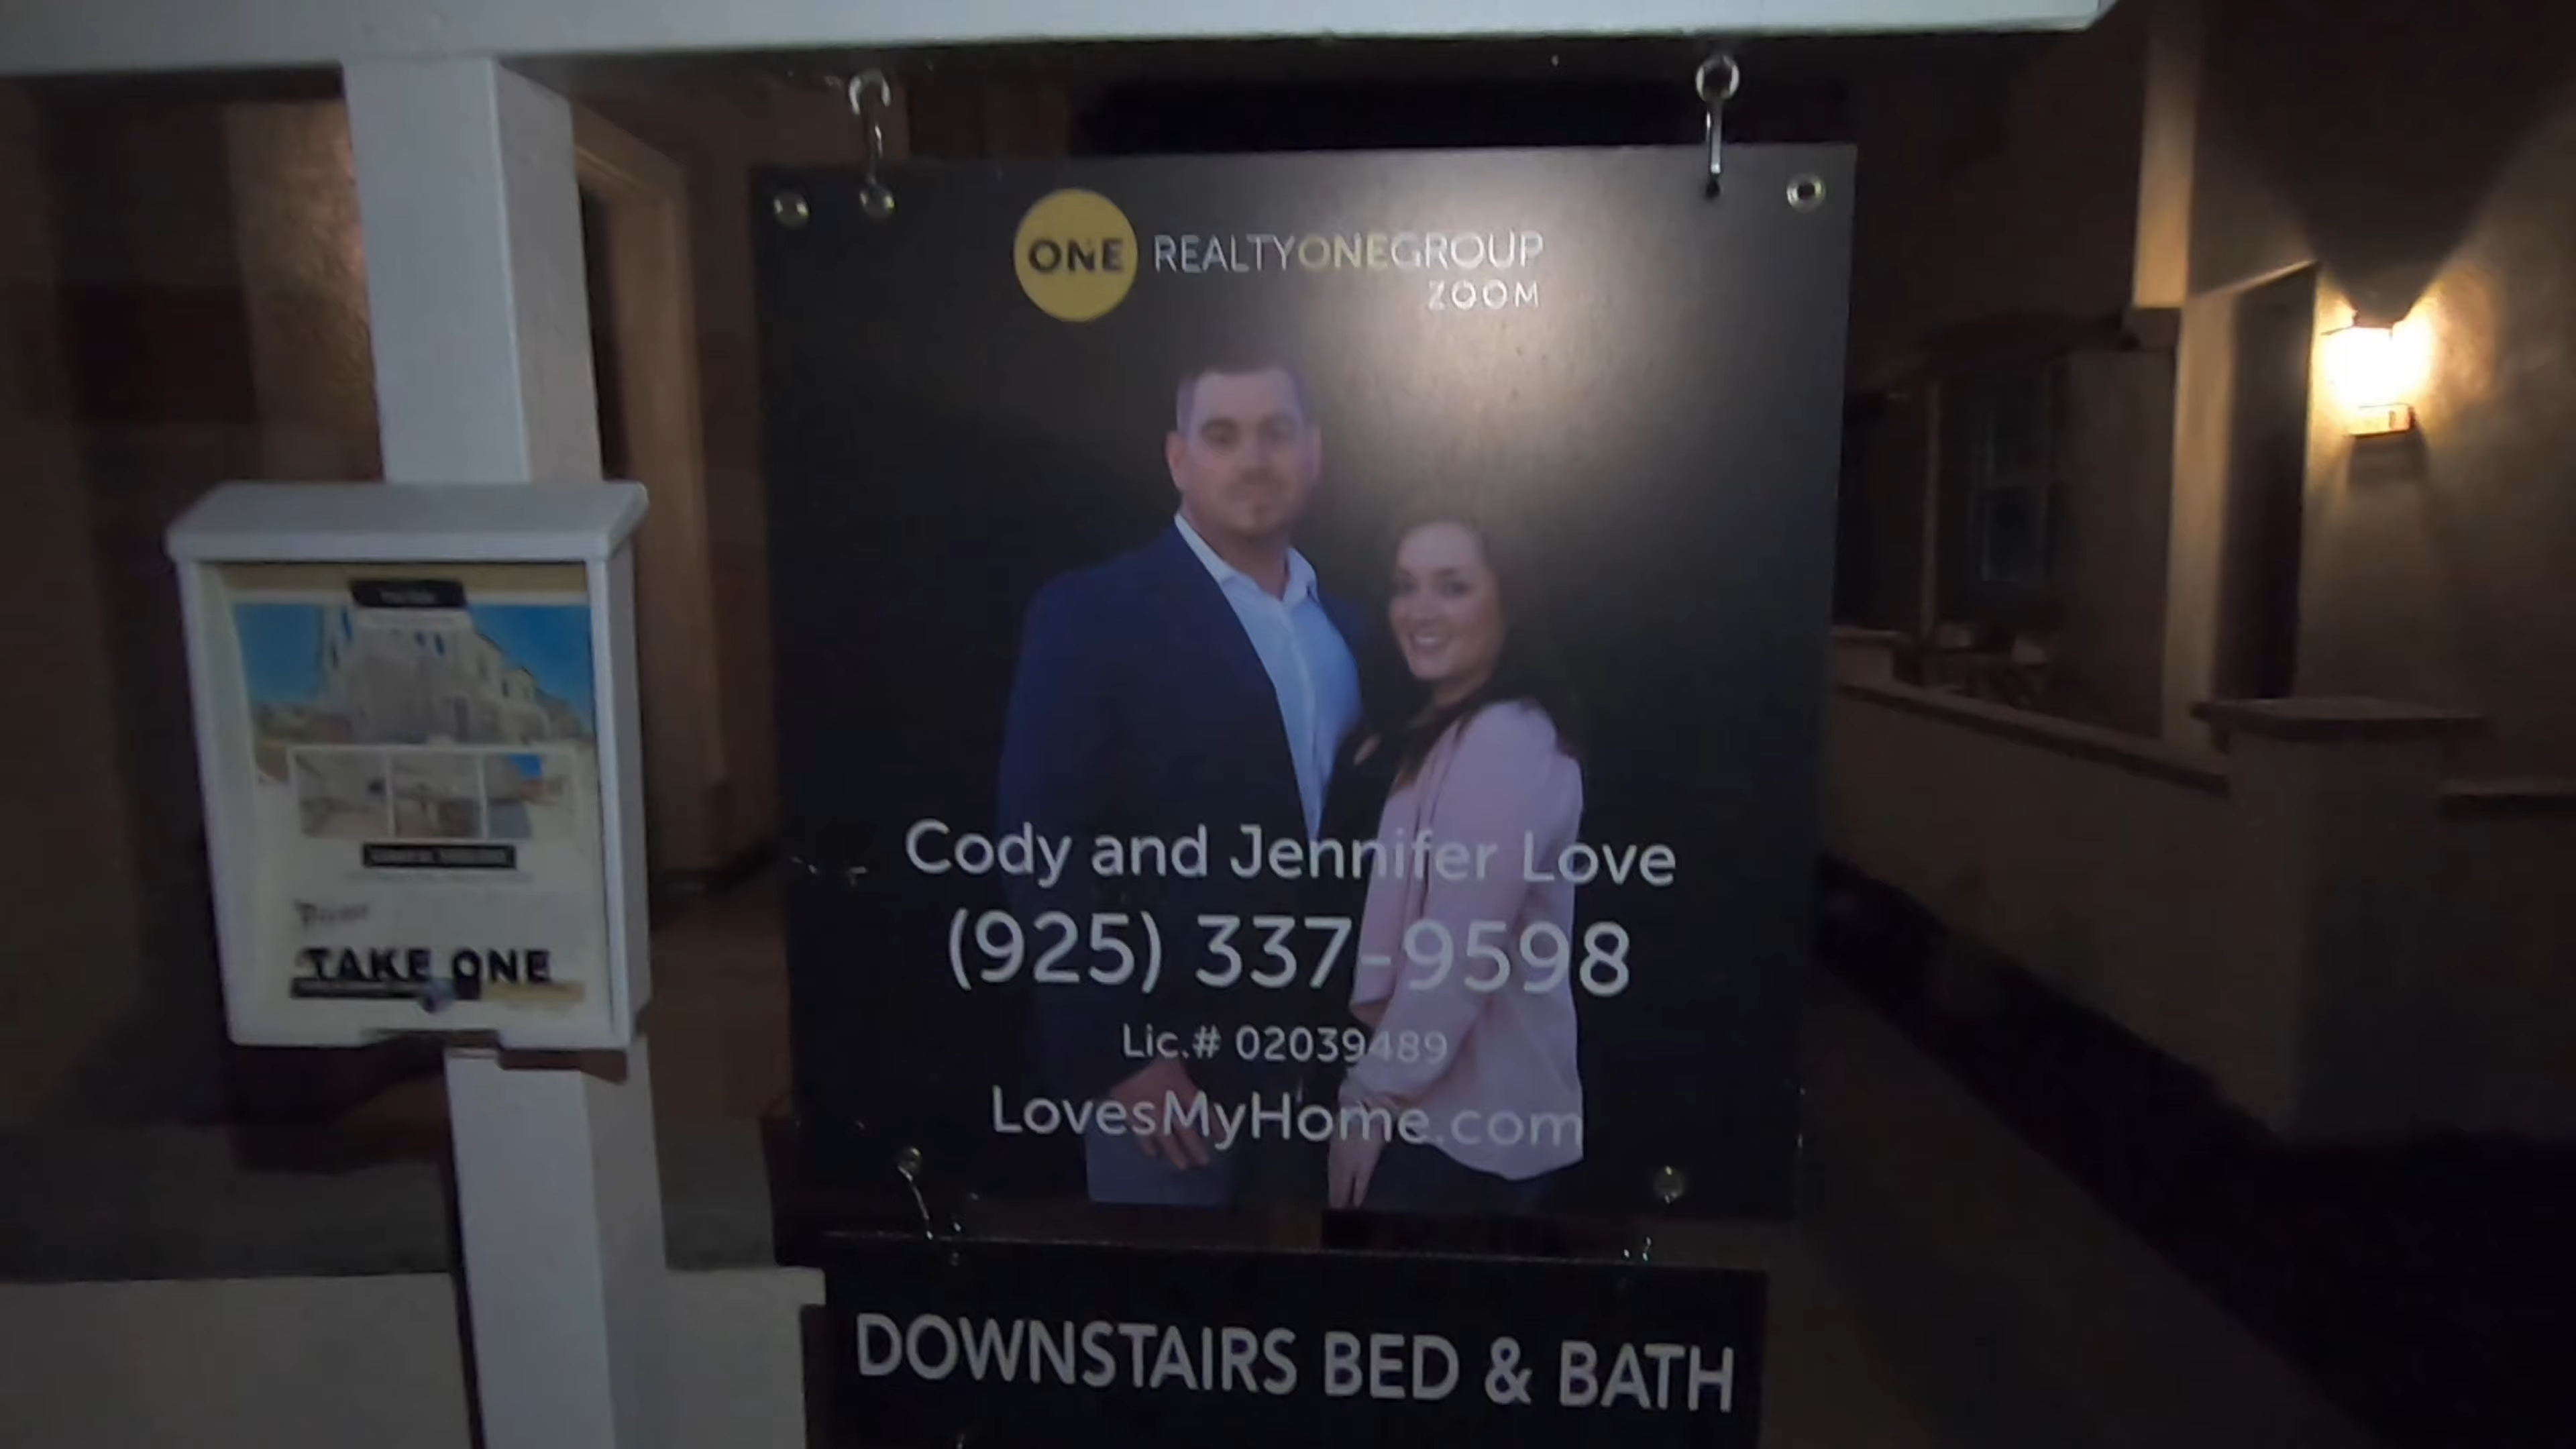 ONE REALTYONEGROUP
ZOOM
Cody and Jennifer Love
(925) 337-9598
Lic.# 02039489
LovesMyHome.com
DOWNSTAIRS BED & BATH
Please
TAKE ONE